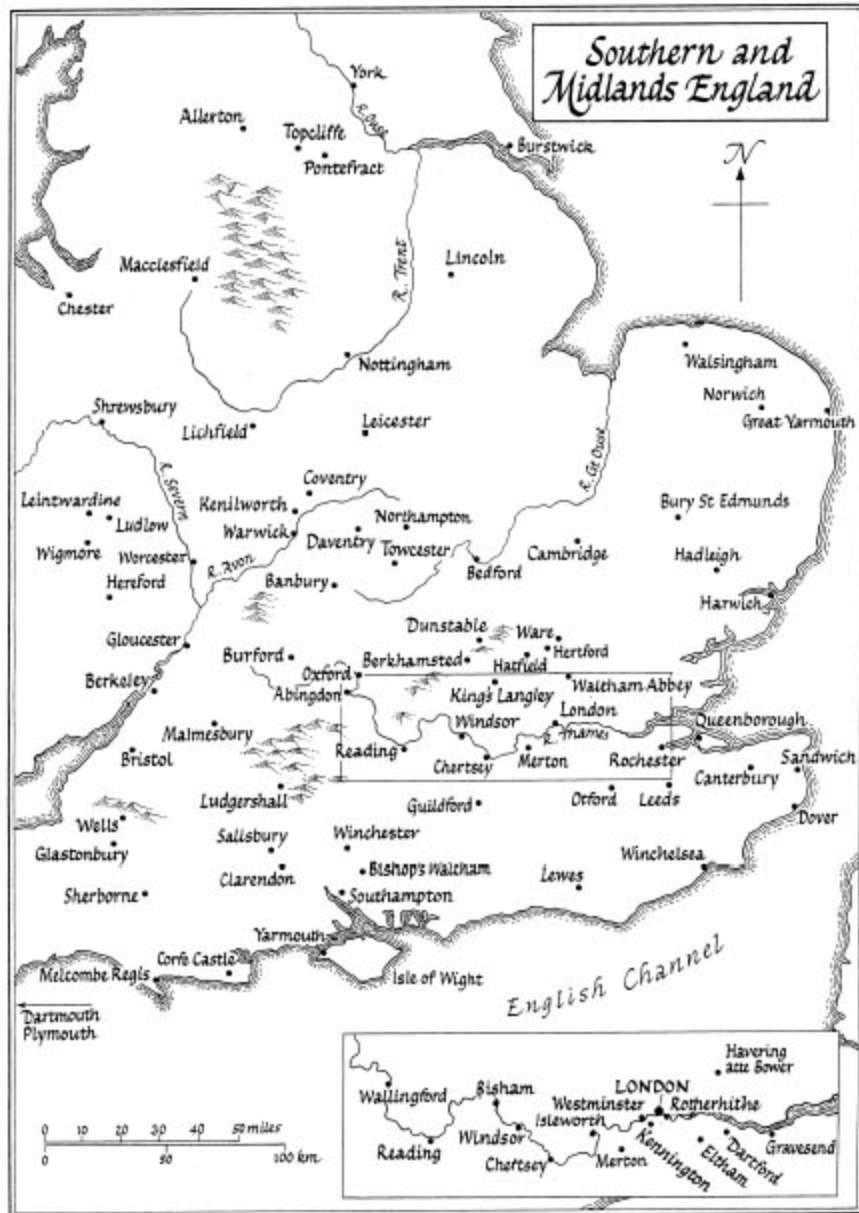 Southern and
Midlands England
York
R. Ouse
Allerton
Topcliffe
Pontefract
Burstwick
N
Macclesfield
R. Trent
Lincoln
Chester
Nottingham
Walsingham
Norwich
Great Yarmouth
Shrewsbury
Lichfield
Leicester
R. Severn
R. Gt Ouse
Coventry
Leintwardine
Ludlow
Kenilworth
Warwick
Northampton
Bury St Edmunds
Wigmore
Worcester
Daventry
Towcester
Cambridge
Hadleigh
Hereford
R. Avon
Banbury
Bedford
Harwich
Gloucester
Dunstable
Ware
Hertford
Burford
Oxford
Berkhamsted
Hatfield
Berkeley
Abingdon
King's Langley
Waltham Abbey
Malmesbury
Windsor
London
Queenborough
Bristol
Reading
R. Thames
Chertsey
Merton
Rochester
Canterbury
Sandwich
Ludgershall
Guildford
Otford
Leeds
Dover
Wells
Salisbury
Winchester
Glastonbury
Clarendon
Bishop's Waltham
Winchelsea
Sherborne
Southampton
Lewes
Yarmouth
Corfe Castle
Melcombe Regis
Isle of Wight
English Channel
Dartmouth
Plymouth
Havering
atte Bower
Wallingford
Bisham
LONDON
Westminster
Rotherhithe
Isleworth
Windsor
Reading
Chertsey
Merton
Kennington
Eltham
Dartford
Gravesend
0 10 20 30 40 50 miles
0 50 100 km